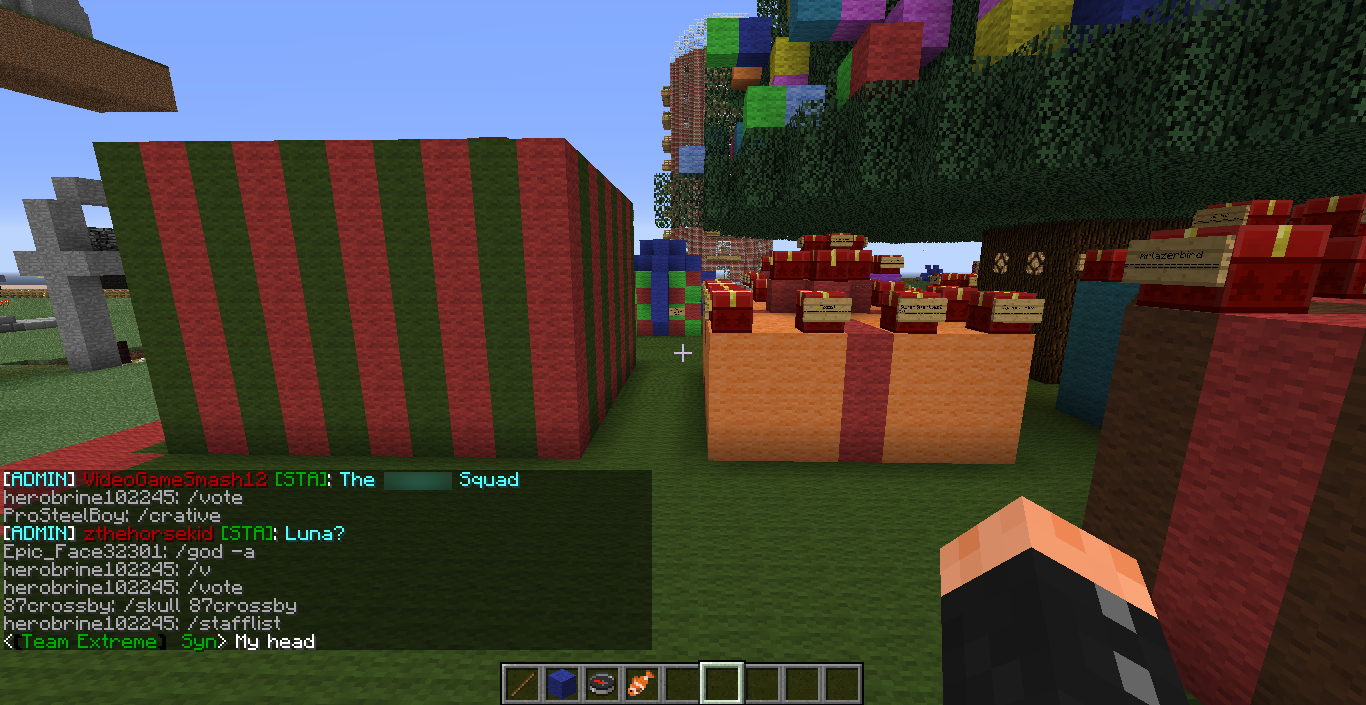 Arlazerbird
[ADMIN] VideoGameSmash12 [STA]: The Squad
herobrine102245: /vote
ProSteelBoy: /crative
[ADMIN] zthehorsekid [STA]: Luna?
Epic_Face32301: /god -a
herobrine102245: /v
herobrine102245: /vote
87crossby: /skull 87crossby
herobrine102245: /stafflist
<[Team Extreme] Syn> My head